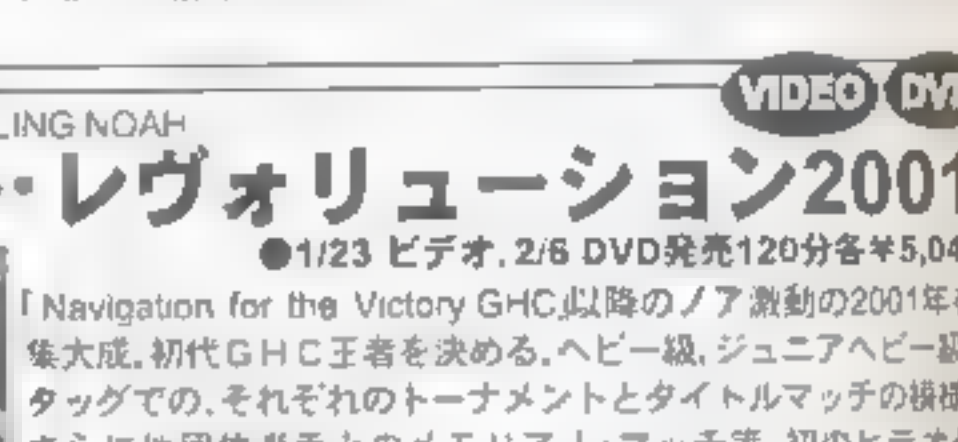 VIDEO
LING NOAH
・レヴォリューション2001
●1/23 ビデオ.2/6 DVD発売120分各¥5,04
「Navigation for the Victory GHC」以降のノア激動の2001年
集大成.初代GHC王者を決める.ヘビー級.ジュニアヘビー級
タッグでの.それぞれのトーナメントとタイトルマッチの模様